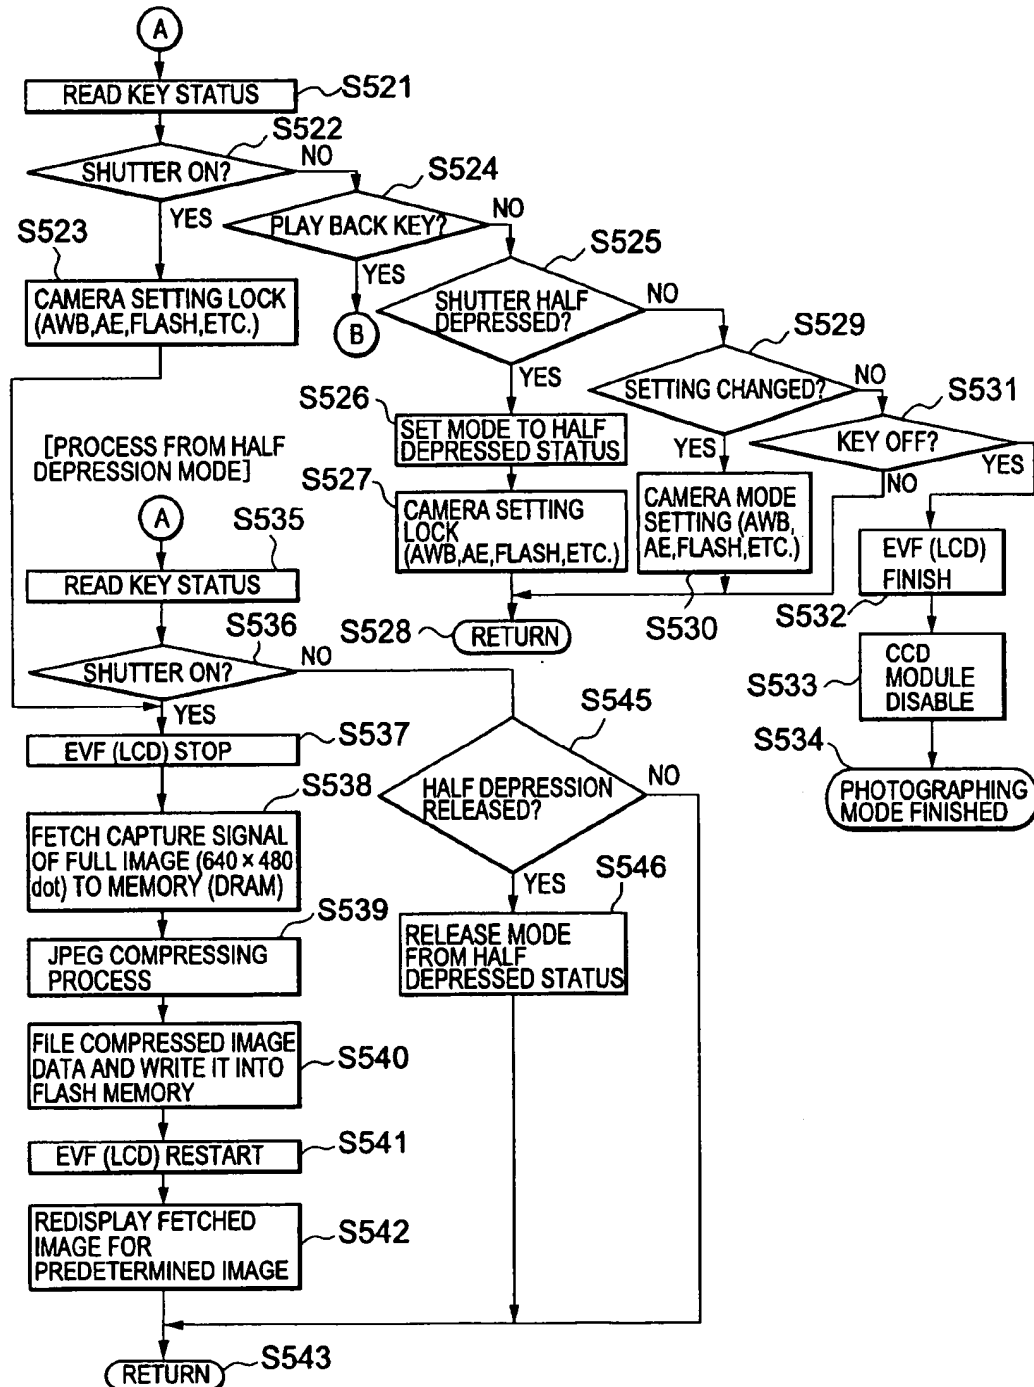 A
READ KEY STATUS
S521
S522
SHUTTER ON?
NO
S524
YES
PLAY BACK KEY?
NO
S523
S525
YES
CAMERA SETTING LOCK
(AWB,AE,FLASH,ETC.)
B
SHUTTER HALF
DEPRESSED?
NO
S529
YES
SETTING CHANGED?
NO
S526
S531
SET MODE TO HALF
DEPRESSED STATUS
YES
KEY OFF?
YES
[PROCESS FROM HALF
DEPRESSION MODE]
S527
NO
CAMERA SETTING
LOCK
(AWB,AE,FLASH,ETC.)
CAMERA MODE
SETTING (AWB,
AE,FLASH,ETC.)
A
S535
EVF (LCD)
FINISH
READ KEY STATUS
S532
S536
S528
RETURN
S530
SHUTTER ON?
NO
CCD
MODULE
DISABLE
S533
YES
S545
S537
EVF (LCD) STOP
S534
S538
HALF DEPRESSION
RELEASED?
NO
PHOTOGRAPHING
MODE FINISHED
FETCH CAPTURE SIGNAL
OF FULL IMAGE (640 × 480
dot) TO MEMORY (DRAM)
YES
S546
S539
JPEG COMPRESSING
PROCESS
RELEASE MODE
FROM HALF
DEPRESSED STATUS
FILE COMPRESSED IMAGE
DATA AND WRITE IT INTO
FLASH MEMORY
S540
EVF (LCD) RESTART
S541
REDISPLAY FETCHED
IMAGE FOR
PREDETERMINED IMAGE
S542
RETURN
S543